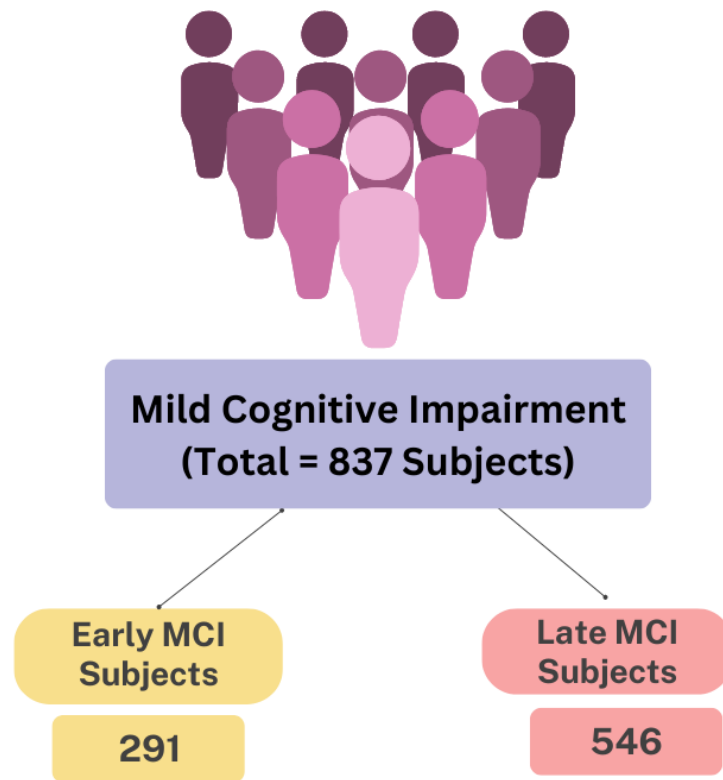 Mild Cognitive Impairment
(Total = 837 Subjects)
Early MCI
Subjects
291
Late MCI
Subjects
546